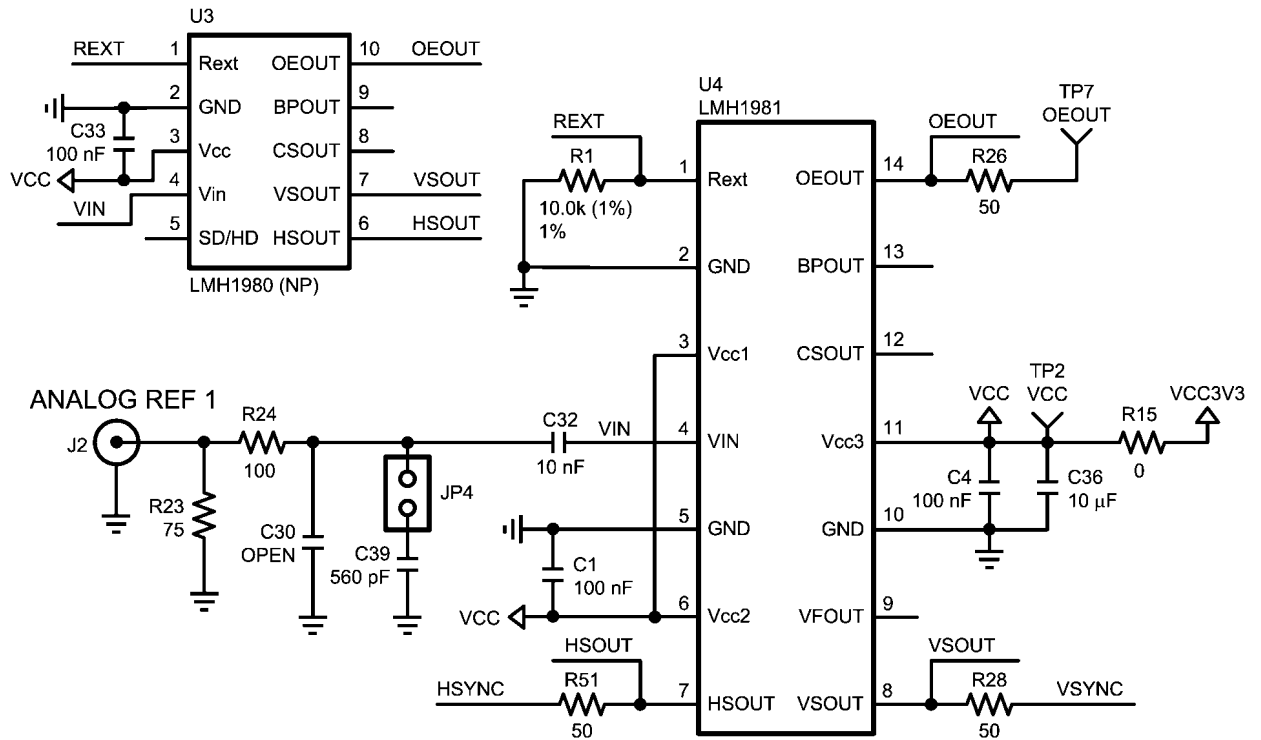 U3
REXT 1 Rext OEOUT 10 OEOUT
2 GND BPOUT 9
C33
100 nF
3 Vcc CSOUT 8
VCC
4 Vin VSOUT 7 VSOUT
VIN
5 SD/HD HSOUT 6 HSOUT
LMH1980 (NP)
U4
LMH1981
REXT
R1
10.0k (1%)
1%
1 Rext OEOUT 14
OEOUT
R26
50
TP7
OEOUT
2 GND BPOUT 13
3 Vcc1 CSOUT 12
ANALOG REF 1
J2
R24
100
R23
75
C30
OPEN
JP4
C39
560 pF
C32
10 nF
VIN
4 VIN Vcc3 11
VCC
TP2
VCC
R15
0
VCC3V3
C4
100 nF
C36
10 µF
5 GND GND 10
C1
100 nF
VCC
6 Vcc2 VFOUT 9
HSOUT
HSYNC
R51
50
7 HSOUT VSOUT 8
VSOUT
R28
50
VSYNC